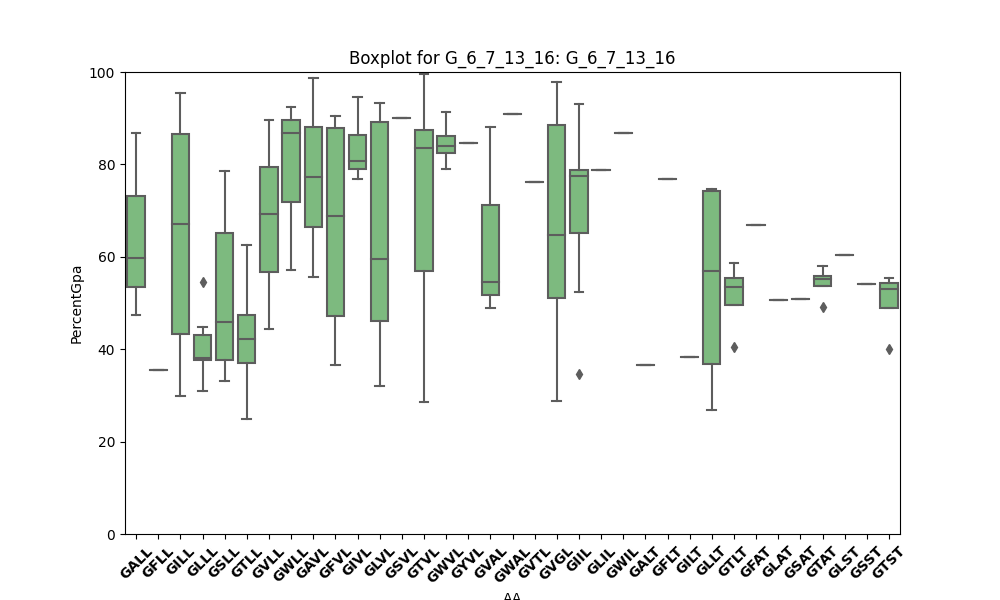 Boxplot for G_6_7_13_16: G_6_7_13_16
100
80
60
40
20
0
PercentGpa
GALL GFLL GILL GLLL GSLL GTLL GVLL GWLL GAVL GFVL GIVL GLVL GSVL GTVL GWVL GYVL GVAL GWAL GVTL GVGL GIIL GLIL GWIL GALT GFLT GILT GLLT GTLT GFAT GLAT GSAT GTAT GLST GSST GTST
AA